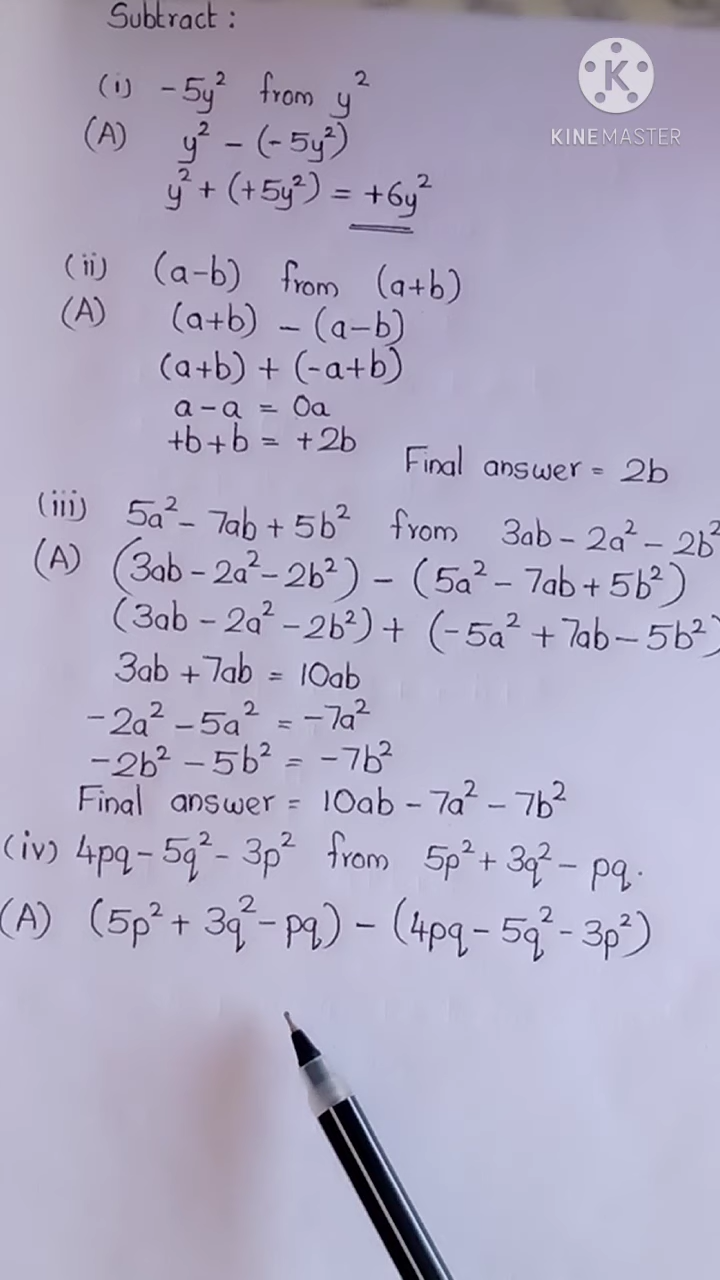 Subtract :
KINEMASTER
(i) -5y² from y²
(A) y² - (-5y²)
y² + (+5y²) = +6y²
(ii) (a-b) from (a+b)
(A) (a+b) - (a-b)
(a+b) + (-a+b)
a-a = 0a
+b+b = +2b
Final answer = 2b
(iii) 5a² - 7ab + 5b² from 3ab - 2a² - 2b²
(A) (3ab - 2a² - 2b²) - (5a² - 7ab + 5b²)
(3ab - 2a² - 2b²) + (-5a² + 7ab - 5b²)
3ab + 7ab = 10ab
-2a² - 5a² = -7a²
-2b² - 5b² = -7b²
Final answer = 10ab - 7a² - 7b²
(iv) 4pq - 5q² - 3p² from 5p² + 3q² - pq.
(A) (5p² + 3q² - pq) - (4pq - 5q² - 3p²)